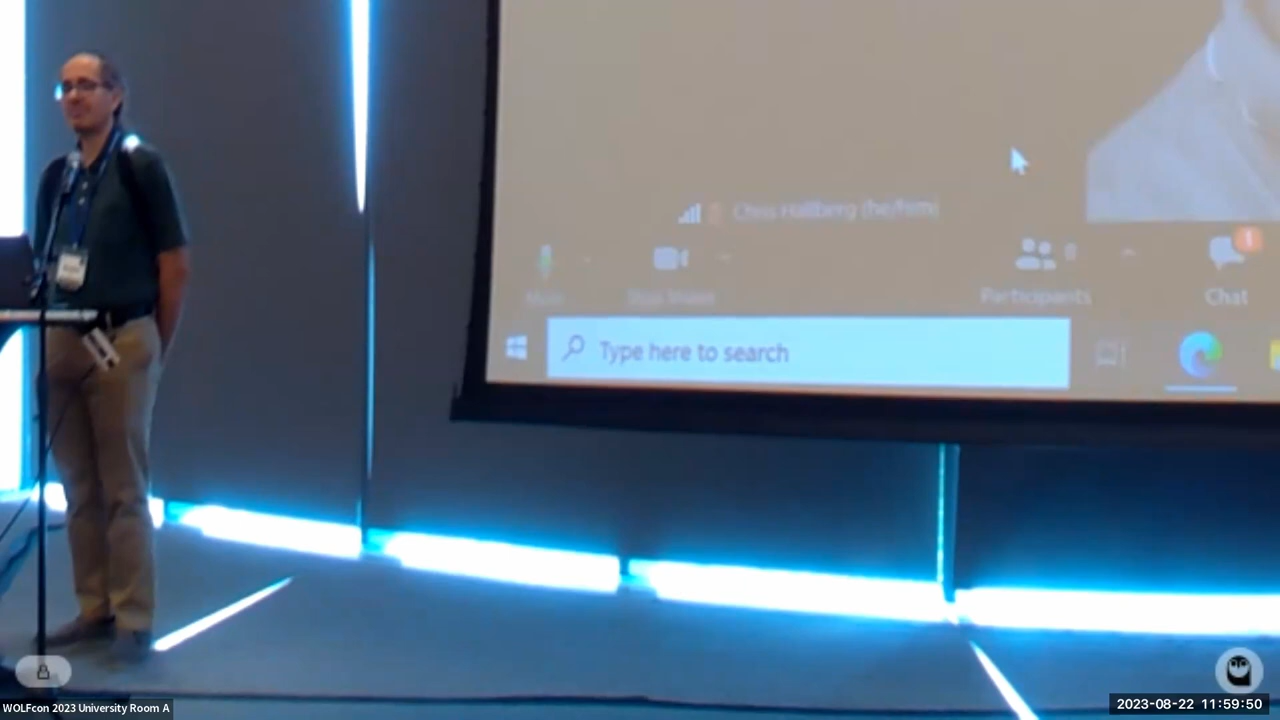 Chris Hallberg (he/him)
Participants
Chat
1
Type here to search
WOLFcon 2023 University Room A
2023-08-22 11:59:50